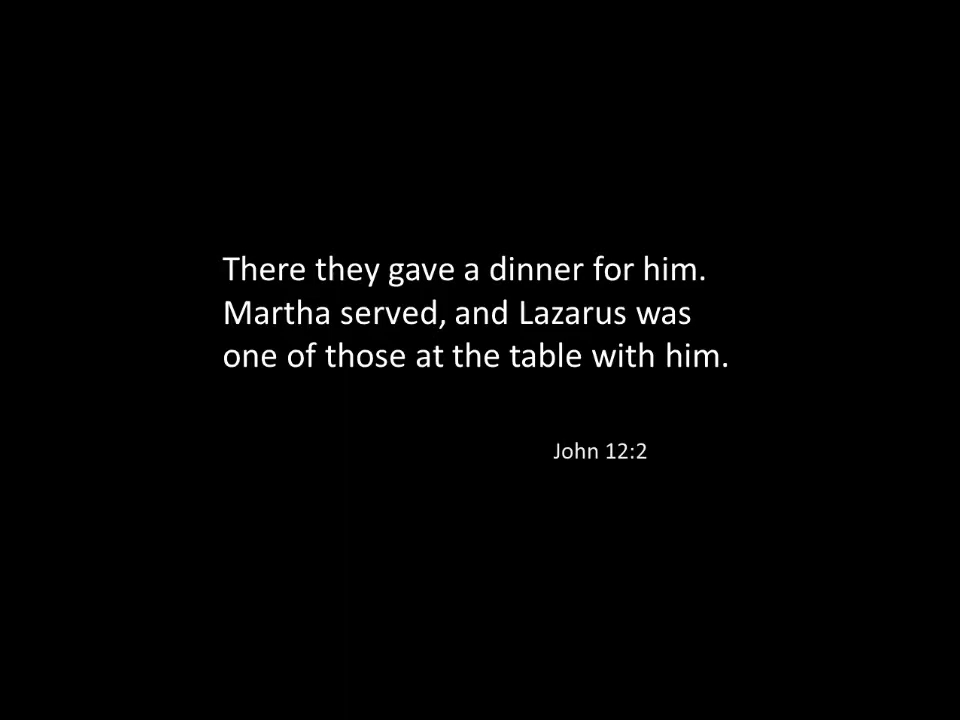 There they gave a dinner for him.
Martha served, and Lazarus was
one of those at the table with him.
John 12:2